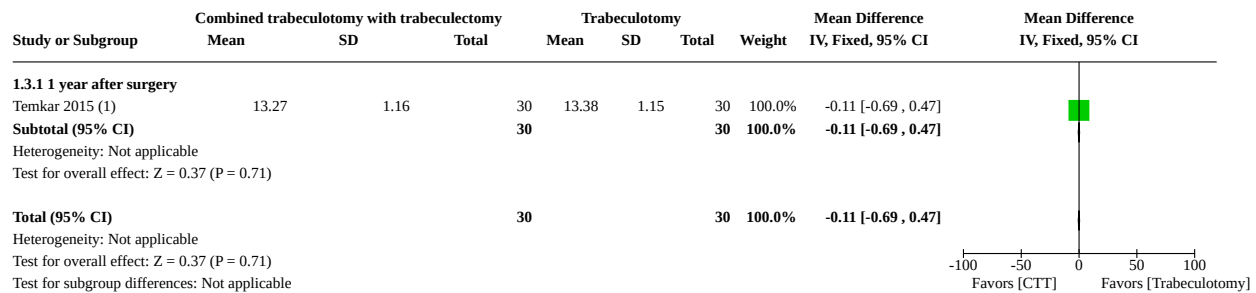 Combined trabeculotomy with trabeculectomy Trabeculotomy Mean Difference Mean Difference
Study or Subgroup Mean SD Total Mean SD Total Weight IV, Fixed, 95% CI IV, Fixed, 95% CI
1.3.1 1 year after surgery
Temkar 2015 (1) 13.27 1.16 30 13.38 1.15 30 100.0% -0.11 [-0.69 , 0.47]
Subtotal (95% CI) 30 30 100.0% -0.11 [-0.69 , 0.47]
Heterogeneity: Not applicable
Test for overall effect: Z = 0.37 (P = 0.71)
Total (95% CI) 30 30 100.0% -0.11 [-0.69 , 0.47]
Heterogeneity: Not applicable
Test for overall effect: Z = 0.37 (P = 0.71) -100 -50 0 50 100
Test for subgroup differences: Not applicable Favors [CTT] Favors [Trabeculotomy]